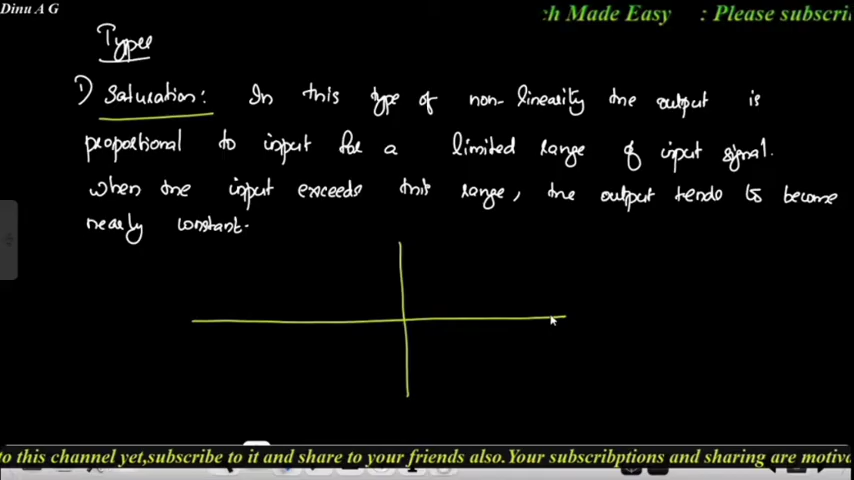 Dinu A G
ch Made Easy : Please subscri
Types
1) Saturation: In this type of non-linearity the output is
proportional to input for a limited range of input signal.
when the input exceeds this range, the output tends to become
nearly constant.
to this channel yet,subscribe to it and share to your friends also.Your subscribptions and sharing are motiva